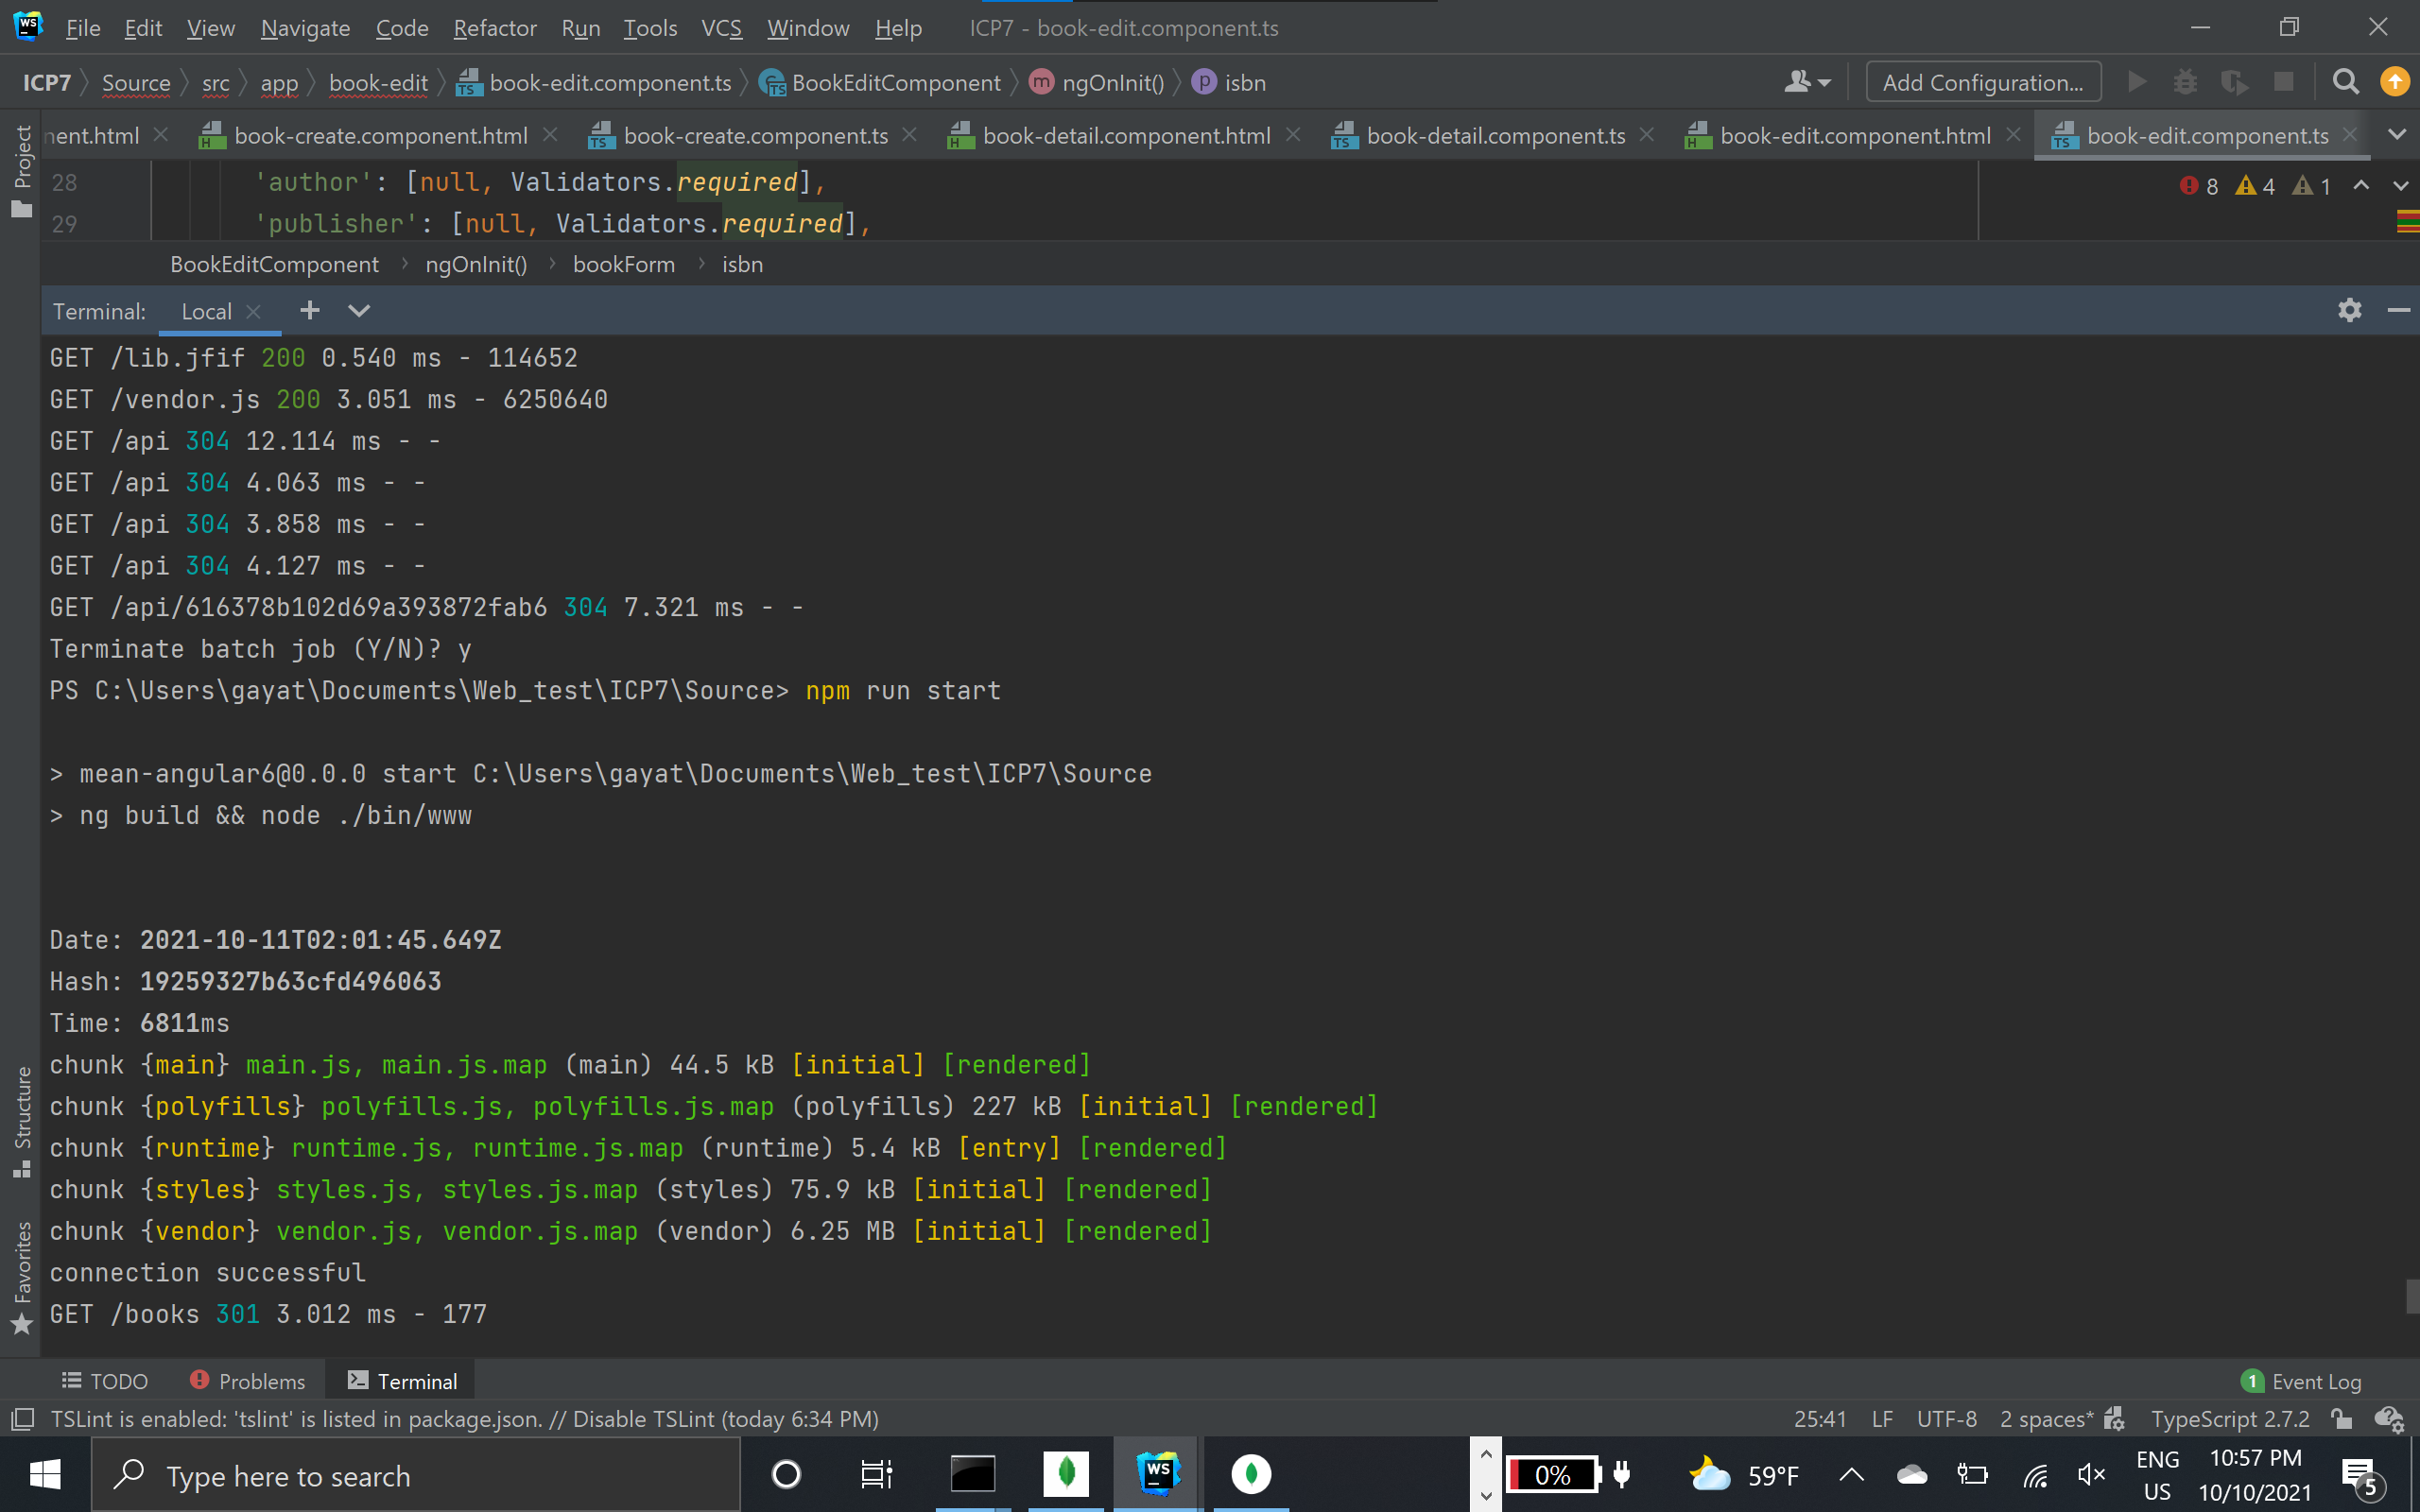 WS File Edit View Navigate Code Refactor Run Tools VCS Window Help ICP7 - book-edit.component.ts
ICP7 Source src app book-edit TS book-edit.component.ts TS BookEditComponent m ngOnInit() p isbn Add Configuration...
nent.html H book-create.component.html TS book-create.component.ts H book-detail.component.html TS book-detail.component.ts H book-edit.component.html TS book-edit.component.ts
Project
28 'author': [null, Validators.required], 8 4 1
29 'publisher': [null, Validators.required],
BookEditComponent › ngOnInit() › bookForm › isbn
Terminal: Local
GET /lib.jfif 200 0.540 ms - 114652
GET /vendor.js 200 3.051 ms - 6250640
GET /api 304 12.114 ms - -
GET /api 304 4.063 ms - -
GET /api 304 3.858 ms - -
GET /api 304 4.127 ms - -
GET /api/616378b102d69a393872fab6 304 7.321 ms - -
Terminate batch job (Y/N)? y
PS C:\Users\gayat\Documents\Web_test\ICP7\Source> npm run start
> mean-angular6@0.0.0 start C:\Users\gayat\Documents\Web_test\ICP7\Source
> ng build && node ./bin/www
Date: 2021-10-11T02:01:45.649Z
Hash: 19259327b63cfd496063
Time: 6811ms
chunk {main} main.js, main.js.map (main) 44.5 kB [initial] [rendered]
chunk {polyfills} polyfills.js, polyfills.js.map (polyfills) 227 kB [initial] [rendered]
chunk {runtime} runtime.js, runtime.js.map (runtime) 5.4 kB [entry] [rendered]
chunk {styles} styles.js, styles.js.map (styles) 75.9 kB [initial] [rendered]
chunk {vendor} vendor.js, vendor.js.map (vendor) 6.25 MB [initial] [rendered]
connection successful
GET /books 301 3.012 ms - 177
Structure
Favorites
TODO Problems Terminal 1 Event Log
TSLint is enabled: 'tslint' is listed in package.json. // Disable TSLint (today 6:34 PM) 25:41 LF UTF-8 2 spaces* TypeScript 2.7.2
Type here to search WS 0% 59°F ENG 10:57 PM
US 10/10/2021 5